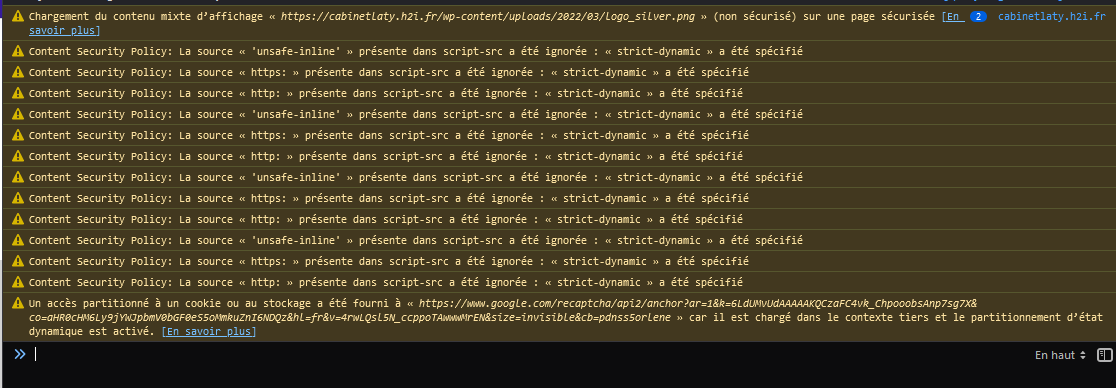 Chargement du contenu mixte d’affichage « https://cabinetlaty.h2i.fr/wp-content/uploads/2022/03/logo_silver.png » (non sécurisé) sur une page sécurisée [En 2 cabinetlaty.h2i.fr
savoir plus]
Content Security Policy: La source « 'unsafe-inline' » présente dans script-src a été ignorée : « strict-dynamic » a été spécifié
Content Security Policy: La source « https: » présente dans script-src a été ignorée : « strict-dynamic » a été spécifié
Content Security Policy: La source « http: » présente dans script-src a été ignorée : « strict-dynamic » a été spécifié
Content Security Policy: La source « 'unsafe-inline' » présente dans script-src a été ignorée : « strict-dynamic » a été spécifié
Content Security Policy: La source « https: » présente dans script-src a été ignorée : « strict-dynamic » a été spécifié
Content Security Policy: La source « http: » présente dans script-src a été ignorée : « strict-dynamic » a été spécifié
Content Security Policy: La source « 'unsafe-inline' » présente dans script-src a été ignorée : « strict-dynamic » a été spécifié
Content Security Policy: La source « https: » présente dans script-src a été ignorée : « strict-dynamic » a été spécifié
Content Security Policy: La source « http: » présente dans script-src a été ignorée : « strict-dynamic » a été spécifié
Content Security Policy: La source « 'unsafe-inline' » présente dans script-src a été ignorée : « strict-dynamic » a été spécifié
Content Security Policy: La source « https: » présente dans script-src a été ignorée : « strict-dynamic » a été spécifié
Content Security Policy: La source « http: » présente dans script-src a été ignorée : « strict-dynamic » a été spécifié
Un accès partitionné à un cookie ou au stockage a été fourni à « https://www.google.com/recaptcha/api2/anchor?ar=1&k=6LdUMvUdAAAAAKQCzaFC4vk_ChpooobsAnp7sg7X&
co=aHR0cHM6Ly9jYWJpbmV0bGF0eS5oMmkuZnI6NDQz&hl=fr&v=4rwLQsl5N_ccppoTAwwwMrEN&size=invisible&cb=pdnss5orlene » car il est chargé dans le contexte tiers et le partitionnement d’état
dynamique est activé. [En savoir plus]
En haut